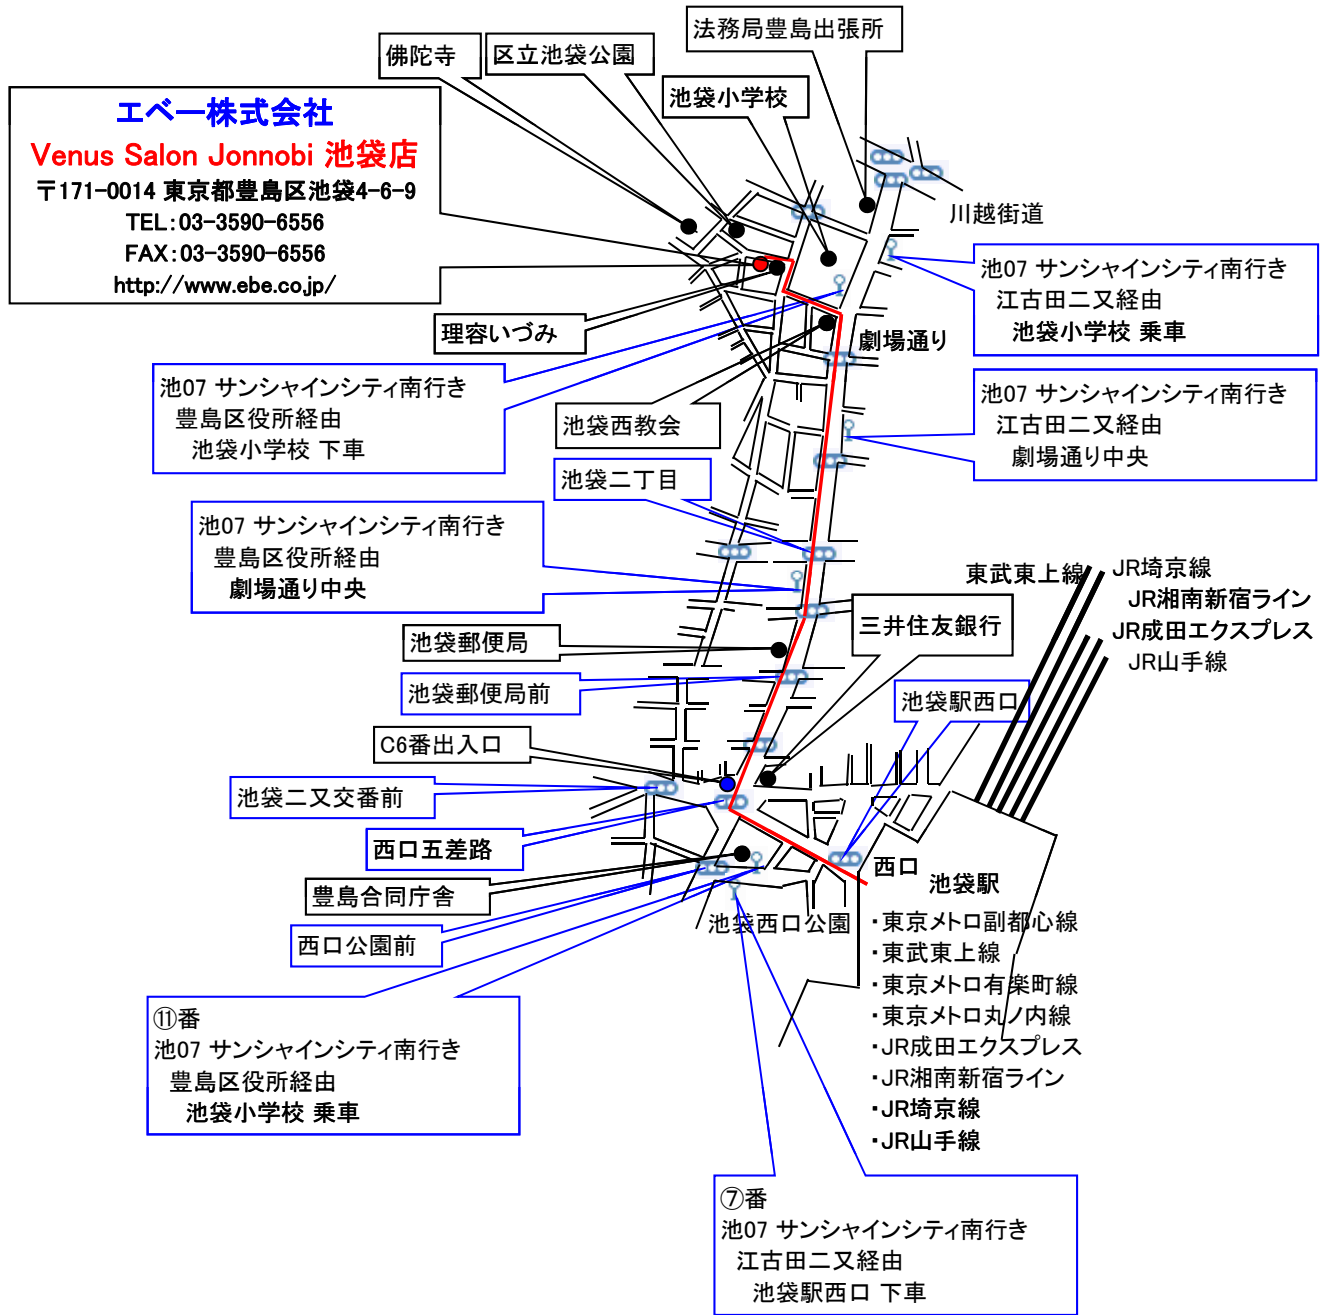 法務局豊島出張所
佛陀寺
区立池袋公園
池袋小学校
エベー株式会社
Venus Salon Jonnobi 池袋店
〒171-0014 東京都豊島区池袋4-6-9
TEL：03-3590-6556
FAX：03-3590-6556
http://www.ebe.co.jp/
川越街道
池07 サンシャインシティ南行き
江古田二又経由
池袋小学校 乗車
理容いづみ
劇場通り
池07 サンシャインシティ南行き
豊島区役所経由
池袋小学校 下車
池袋西教会
池07 サンシャインシティ南行き
江古田二又経由
劇場通り中央
池袋二丁目
池07 サンシャインシティ南行き
豊島区役所経由
劇場通り中央
東武東上線
JR埼京線
JR湘南新宿ライン
JR成田エクスプレス
JR山手線
三井住友銀行
池袋郵便局
池袋郵便局前
池袋駅西口
C6番出入口
池袋二又交番前
西口五差路
豊島合同庁舎
西口公園前
西口
池袋駅
池袋西口公園
・東京メトロ副都心線
・東武東上線
・東京メトロ有楽町線
・東京メトロ丸ノ内線
・JR成田エクスプレス
・JR湘南新宿ライン
・JR埼京線
・JR山手線
⑪番
池07 サンシャインシティ南行き
豊島区役所経由
池袋小学校 乗車
⑦番
池07 サンシャインシティ南行き
江古田二又経由
池袋駅西口 下車